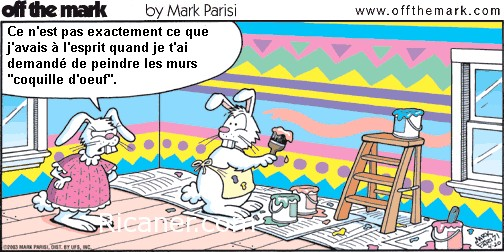 off the mark by Mark Parisi www.offthemark.com
Ce n'est pas exactement ce que
j'avais à l'esprit quand je t'ai
demandé de peindre les murs
"coquille d'oeuf".
Ricaner.com
©2003 MARK PARISI, DIST. BY UFS, INC.
MARK